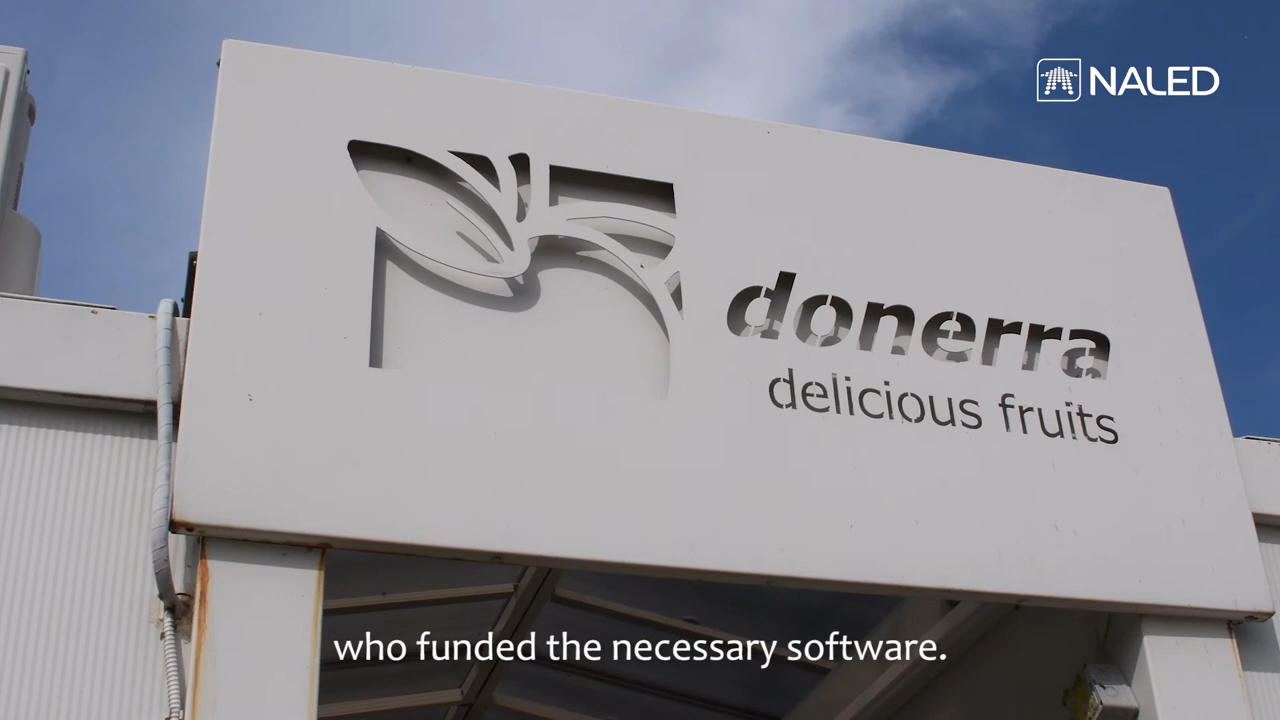 NALED
donerra
delicious fruits
who funded the necessary software.